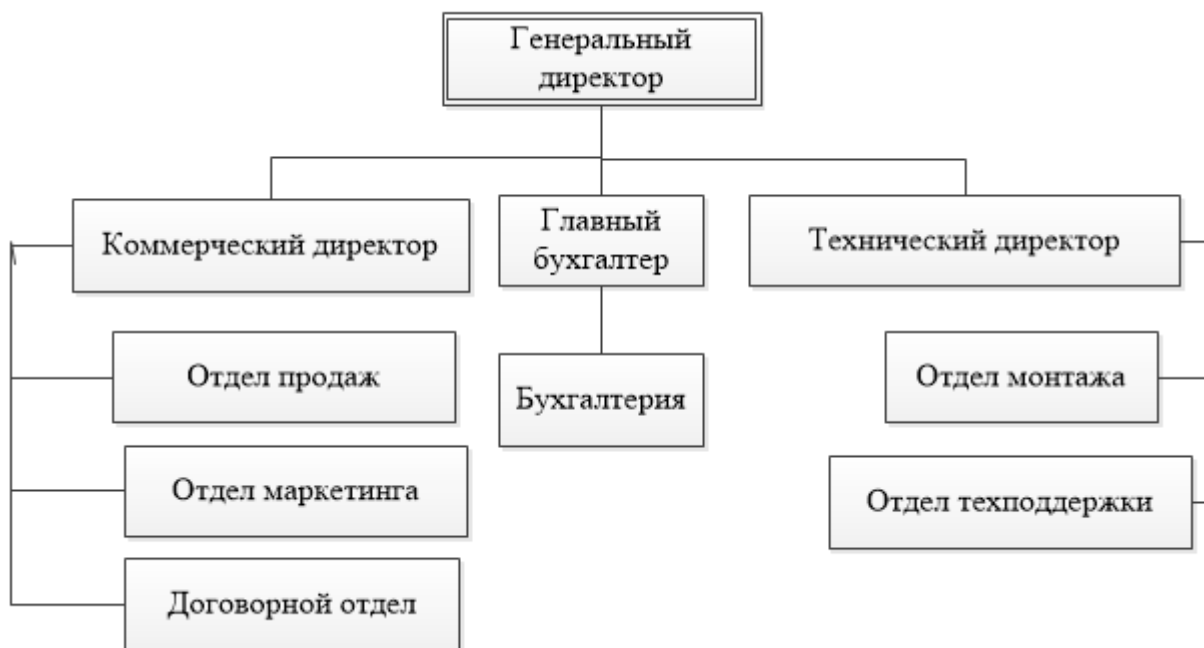 Генеральный
директор
Коммерческий директор
Главный
бухгалтер
Технический директор
Отдел продаж
Бухгалтерия
Отдел монтажа
Отдел маркетинга
Отдел техподдержки
Договорной отдел